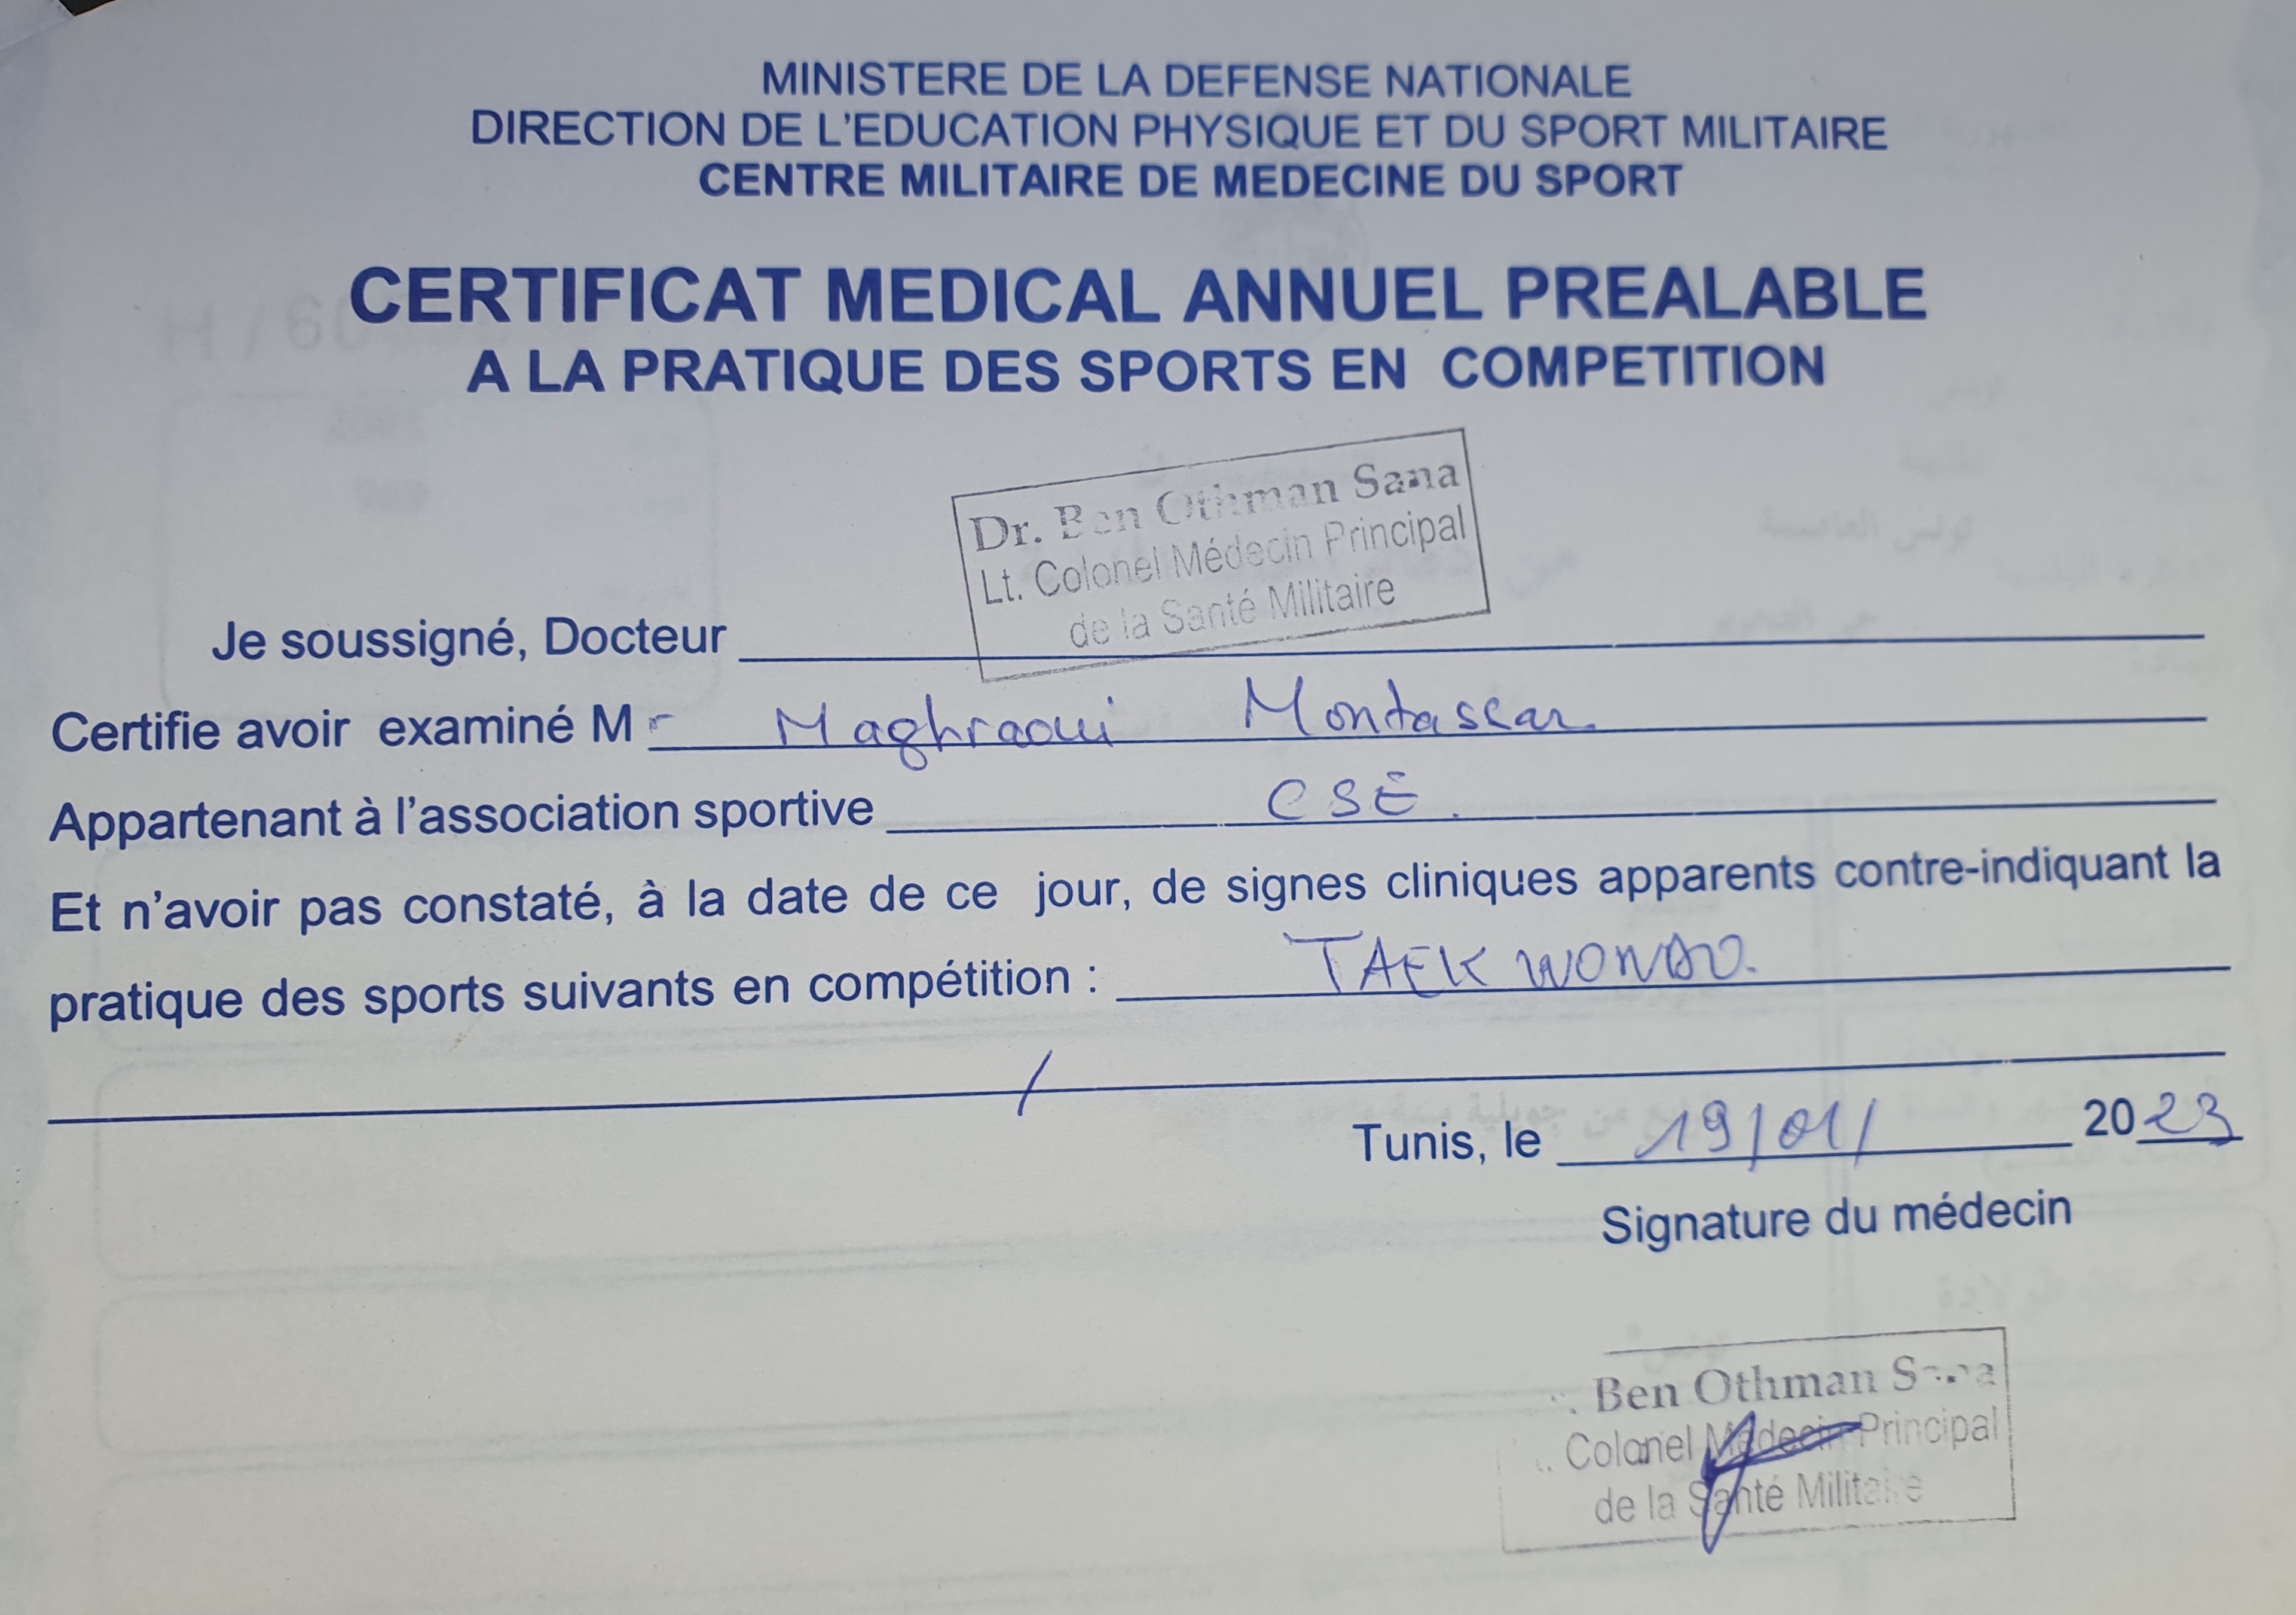 MINISTERE DE LA DEFENSE NATIONALE
DIRECTION DE L'EDUCATION PHYSIQUE ET DU SPORT MILITAIRE
CENTRE MILITAIRE DE MEDECINE DU SPORT
CERTIFICAT MEDICAL ANNUEL PREALABLE
A LA PRATIQUE DES SPORTS EN COMPETITION
Dr. Ben Othman Sana
Lt. Colonel Médecin Principal
de la Santé Militaire
Je soussigné, Docteur
Certifie avoir examiné Mr Maghraoui Montassar
Appartenant à l'association sportive CSE.
Et n'avoir pas constaté, à la date de ce jour, de signes cliniques apparents contre-indiquant la
pratique des sports suivants en compétition : TAEKWONDO.
/
Tunis, le 19/01/ 2023
Signature du médecin
Ben Othman Sana
Colonel Médecin Principal
de la Santé Militaire